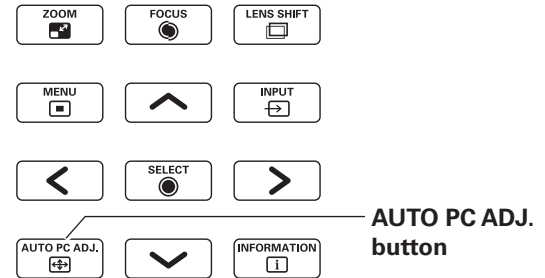 ZOOM
FOCUS
LENS SHIFT
MENU
INPUT
SELECT
AUTO PC ADJ.
button
AUTO PC ADJ.
INFORMATION
i